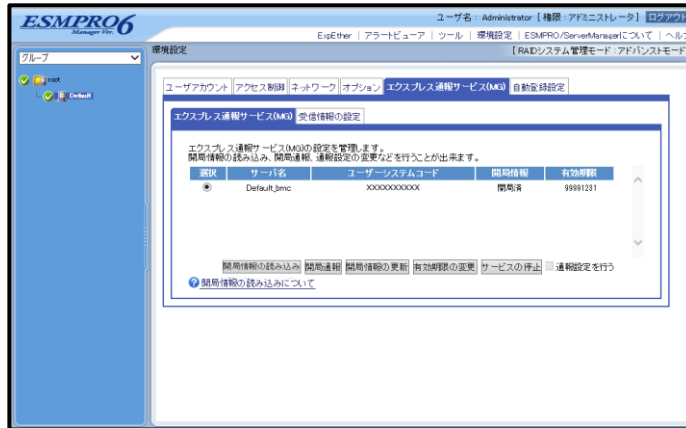 ESMPRO6
Manager Ver.
ユーザ名 : Administrator [ 権限 : アドミニストレータ ] ログアウト
ExpEther | アラートビューア | ツール | 環境設定 | ESMPRO/ServerManagerについて | ヘル
グループ
環境設定
[ RAIDシステム管理モード : アドバンストモード
root
Default
ユーザアカウント アクセス制御 ネットワーク オプション エクスプレス通報サービス(MG) 自動登録設定
エクスプレス通報サービス(MG) 受信情報の設定
エクスプレス通報サービス(MG)の設定を管理します。
開局情報の読み込み、開局通報、通報設定の変更などを行うことが出来ます。
選択 サーバ名 ユーザーシステムコード 開局情報 有効期限
Default_bmc XXXXXXXXXX 開局済 99991231
開局情報の読み込み 開局通報 開局情報の更新 有効期限の変更 サービスの停止 通報設定を行う
開局情報の読み込みについて